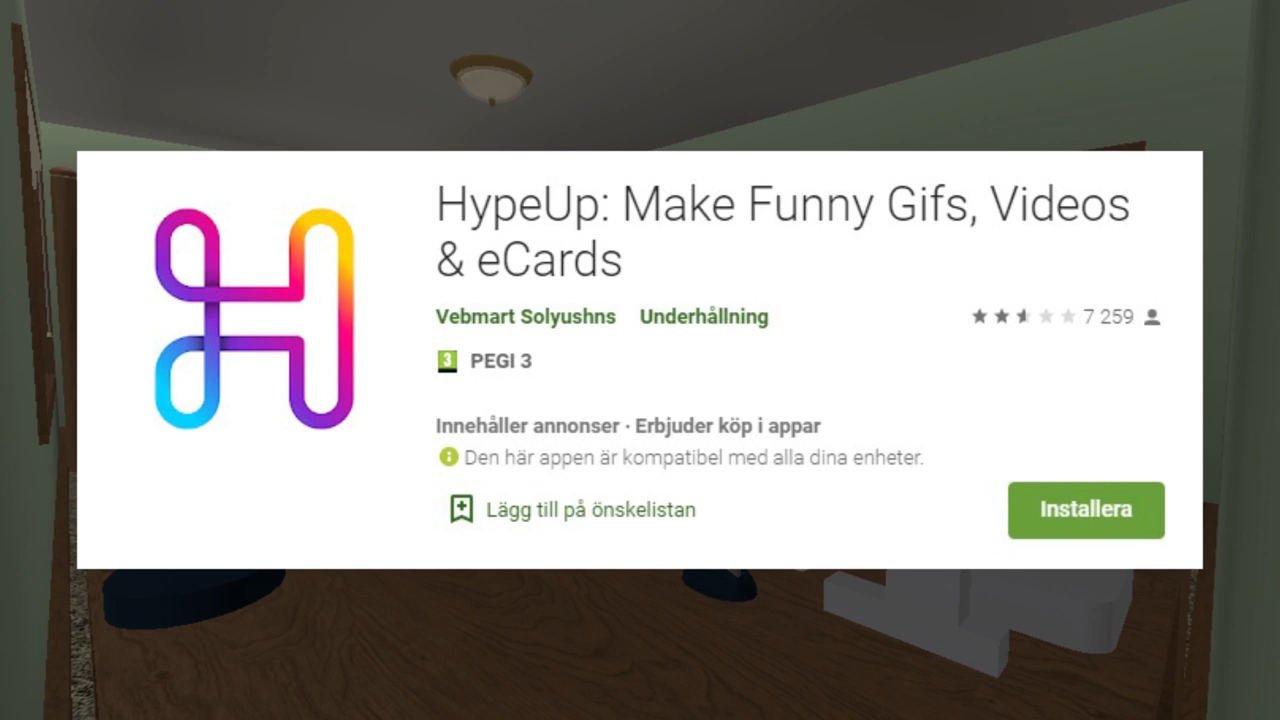 HypeUp: Make Funny Gifs, Videos
& eCards
Vebmart Solyushns Underhållning 7 259
3 PEGI 3
Innehåller annonser · Erbjuder köp i appar
Den här appen är kompatibel med alla dina enheter.
Lägg till på önskelistan
Installera